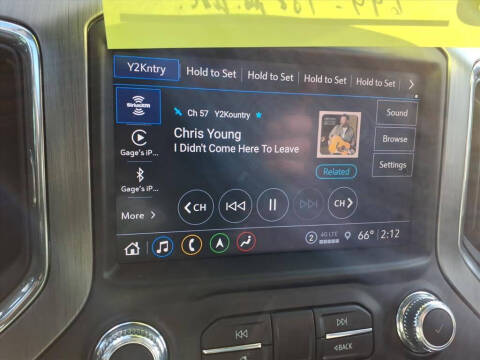 Y2Kntry
Hold to Set
Hold to Set
Hold to Set
Hold to Set
SiriusXM
Ch 57 Y2Kountry
Sound
Chris Young
I Didn't Come Here To Leave
Browse
Gage's iP...
Related
Settings
Gage's iP...
More
CH
CH
2 4G LTE 66° 2:12
BACK